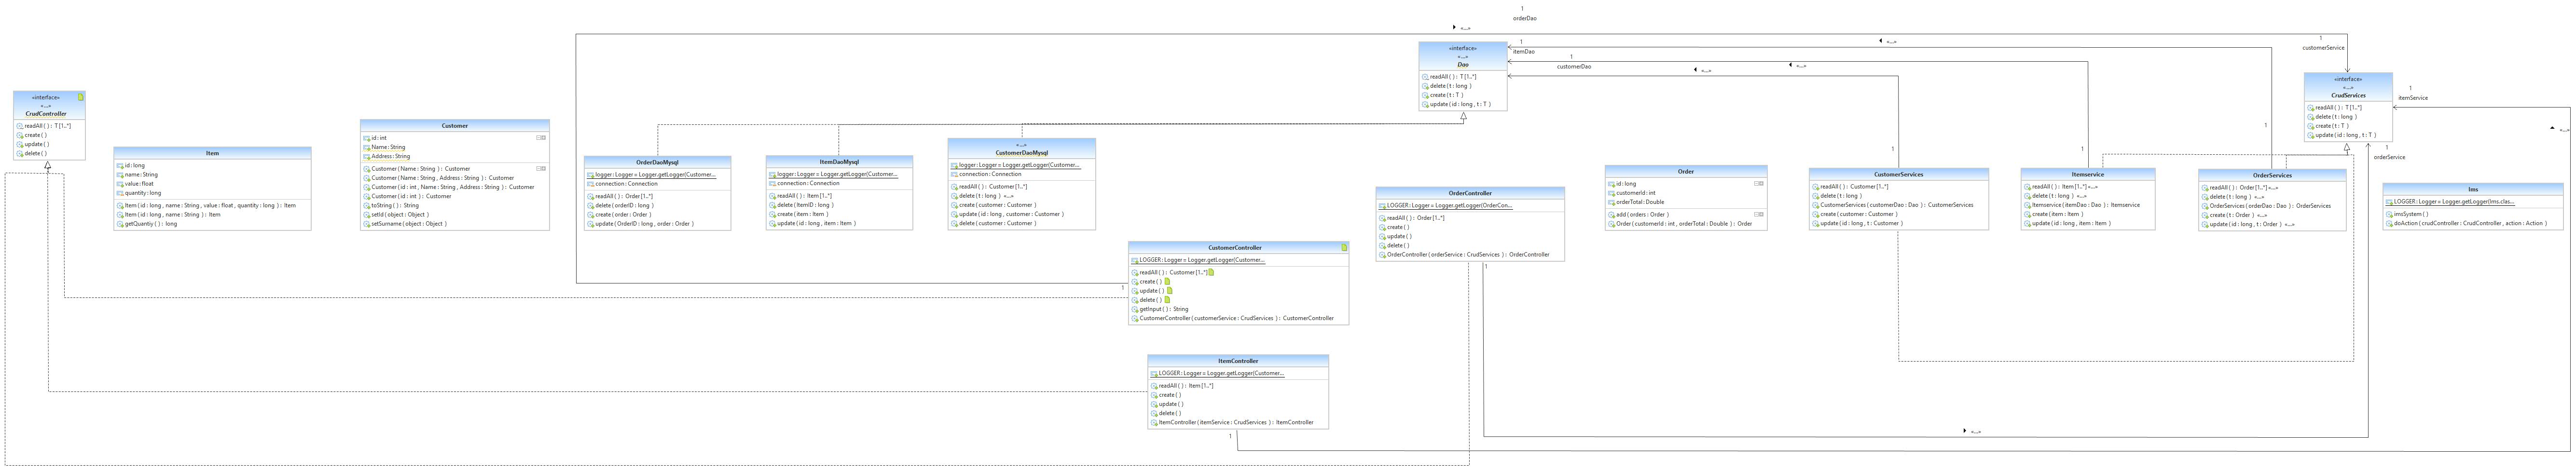 1
orderDao
«...»
«interface»
«...»
Dao
readAll ( ) : T [1..*]
delete ( t : long )
create ( t : T )
update ( id : long , t : T )
1
itemDao
1
customerDao
«...»
«...»
«...»
1
customerService
«interface»
«...»
CrudServices
readAll ( ) : T [1..*]
delete ( t : long )
create ( t : T )
update ( id : long , t : T )
1
itemService
«...»
1
orderService
«interface»
«...»
CrudController
readAll ( ) : T [1..*]
create ( )
update ( )
delete ( )
Item
id : long
name : String
value : float
quantity : long
Item ( id : long , name : String , value : float , quantity : long ) : Item
Item ( id : long , name : String ) : Item
getQuantiy ( ) : long
Customer
id : int
Name : String
Address : String
Customer ( Name : String ) : Customer
Customer ( Name : String , Address : String ) : Customer
Customer ( id : int , Name : String , Address : String ) : Customer
Customer ( id : int ) : Customer
toString ( ) : String
setId ( object : Object )
setSurname ( object : Object )
OrderDaoMysql
logger : Logger = Logger.getLogger(Customer...
connection : Connection
readAll ( ) : Order [1..*]
delete ( orderID : long )
create ( order : Order )
update ( OrderID : long , order : Order )
ItemDaoMysql
logger : Logger = Logger.getLogger(Customer...
connection : Connection
readAll ( ) : Item [1..*]
delete ( ItemID : long )
create ( item : Item )
update ( id : long , item : Item )
«...»
CustomerDaoMysql
logger : Logger = Logger.getLogger(Customer...
connection : Connection
readAll ( ) : Customer [1..*]
delete ( t : long ) «...»
create ( customer : Customer )
update ( id : long , customer : Customer )
delete ( customer : Customer )
OrderController
LOGGER : Logger = Logger.getLogger(OrderCon...
readAll ( ) : Order [1..*]
create ( )
update ( )
delete ( )
OrderController ( orderService : CrudServices ) : OrderController
1
Order
id : long
customerId : int
orderTotal : Double
add ( orders : Order )
Order ( customerId : int , orderTotal : Double ) : Order
1
CustomerServices
readAll ( ) : Customer [1..*]
delete ( t : long )
CustomerServices ( customerDao : Dao ) : CustomerServices
create ( customer : Customer )
update ( id : long , t : Customer )
1
Itemservice
readAll ( ) : Item [1..*] «...»
delete ( t : long ) «...»
Itemservice ( itemDao : Dao ) : Itemservice
create ( item : Item )
update ( id : long , item : Item )
1
OrderServices
readAll ( ) : Order [1..*] «...»
delete ( t : long ) «...»
OrderServices ( orderDao : Dao ) : OrderServices
create ( t : Order ) «...»
update ( id : long , t : Order ) «...»
Ims
LOGGER : Logger = Logger.getLogger(Ims.clas...
imsSystem ( )
doAction ( crudController : CrudController , action : Action )
CustomerController
LOGGER : Logger = Logger.getLogger(Customer...
readAll ( ) : Customer [1..*]
create ( )
update ( )
delete ( )
getInput ( ) : String
CustomerController ( customerService : CrudServices ) : CustomerController
1
ItemController
LOGGER : Logger = Logger.getLogger(Customer...
readAll ( ) : Item [1..*]
create ( )
update ( )
delete ( )
ItemController ( itemService : CrudServices ) : ItemController
1
«...»